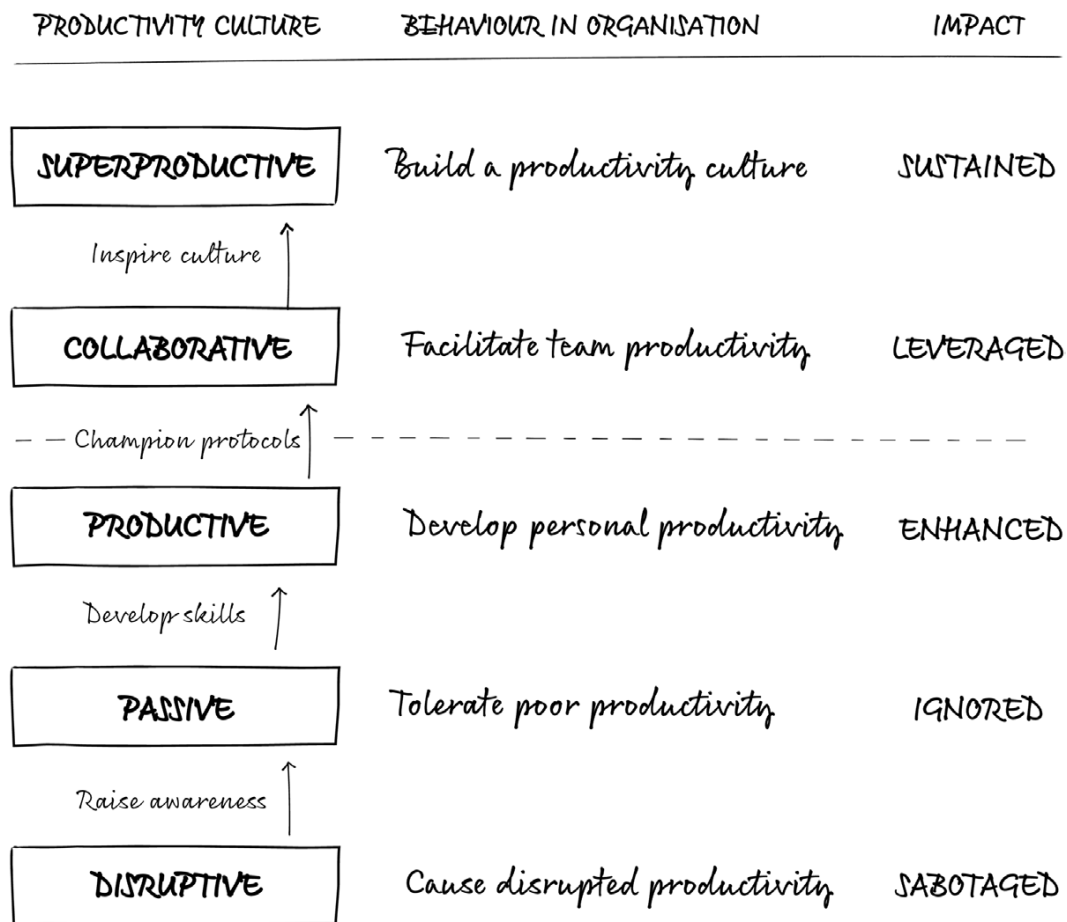 PRODUCTIVITY CULTURE BEHAVIOUR IN ORGANISATION IMPACT
SUPERPRODUCTIVE Build a productivity culture SUSTAINED
Inspire culture
COLLABORATIVE Facilitate team productivity LEVERAGED
Champion protocols
PRODUCTIVE Develop personal productivity ENHANCED
Develop skills
PASSIVE Tolerate poor productivity IGNORED
Raise awareness
DISRUPTIVE Cause disrupted productivity SABOTAGED